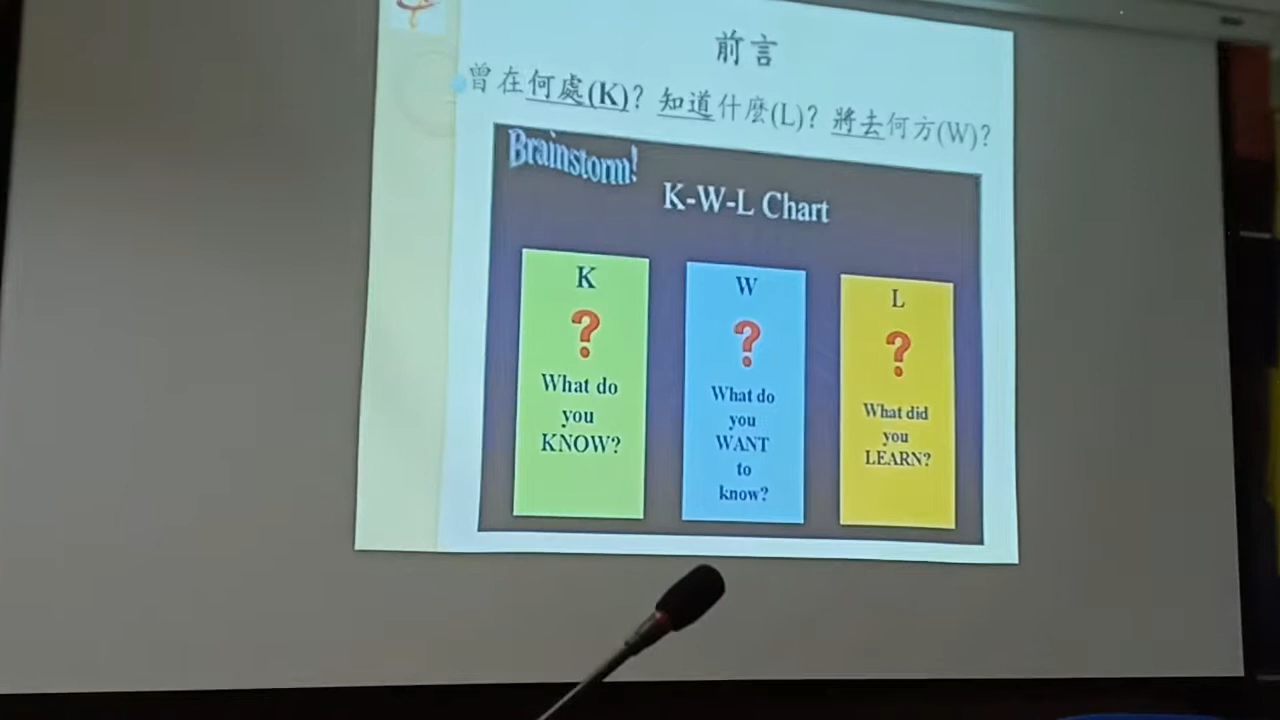 前言
曾在何處(K)？知道什麼(L)？將去何方(W)？
Brainstorm!
K-W-L Chart
K
?
What do
you
KNOW?
W
?
What do
you
WANT
to
know?
L
?
What did
you
LEARN?